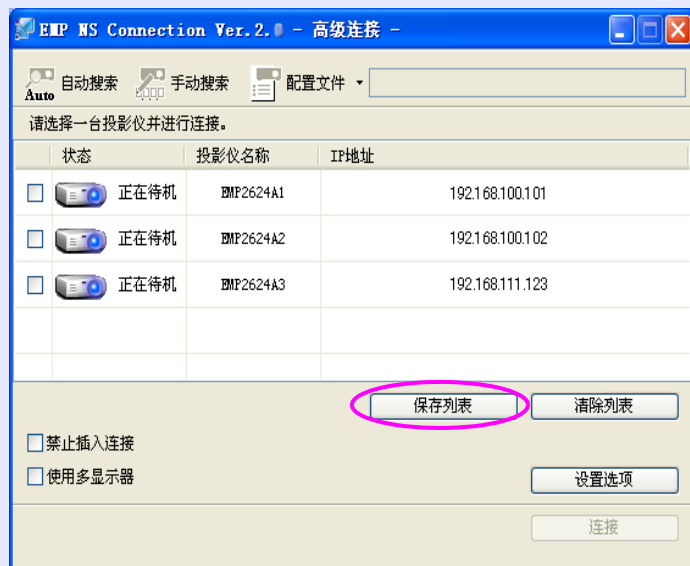 EMP NS Connection Ver.2.0 - 高级连接 -
Auto 自动搜索 手动搜索 配置文件
请选择一台投影仪并进行连接。
状态 投影仪名称 IP地址
正在待机 EMP2624A1 192.168.100.101
正在待机 EMP2624A2 192.168.100.102
正在待机 EMP2624A3 192.168.111.123
保存列表 清除列表
禁止插入连接
使用多显示器
设置选项
连接